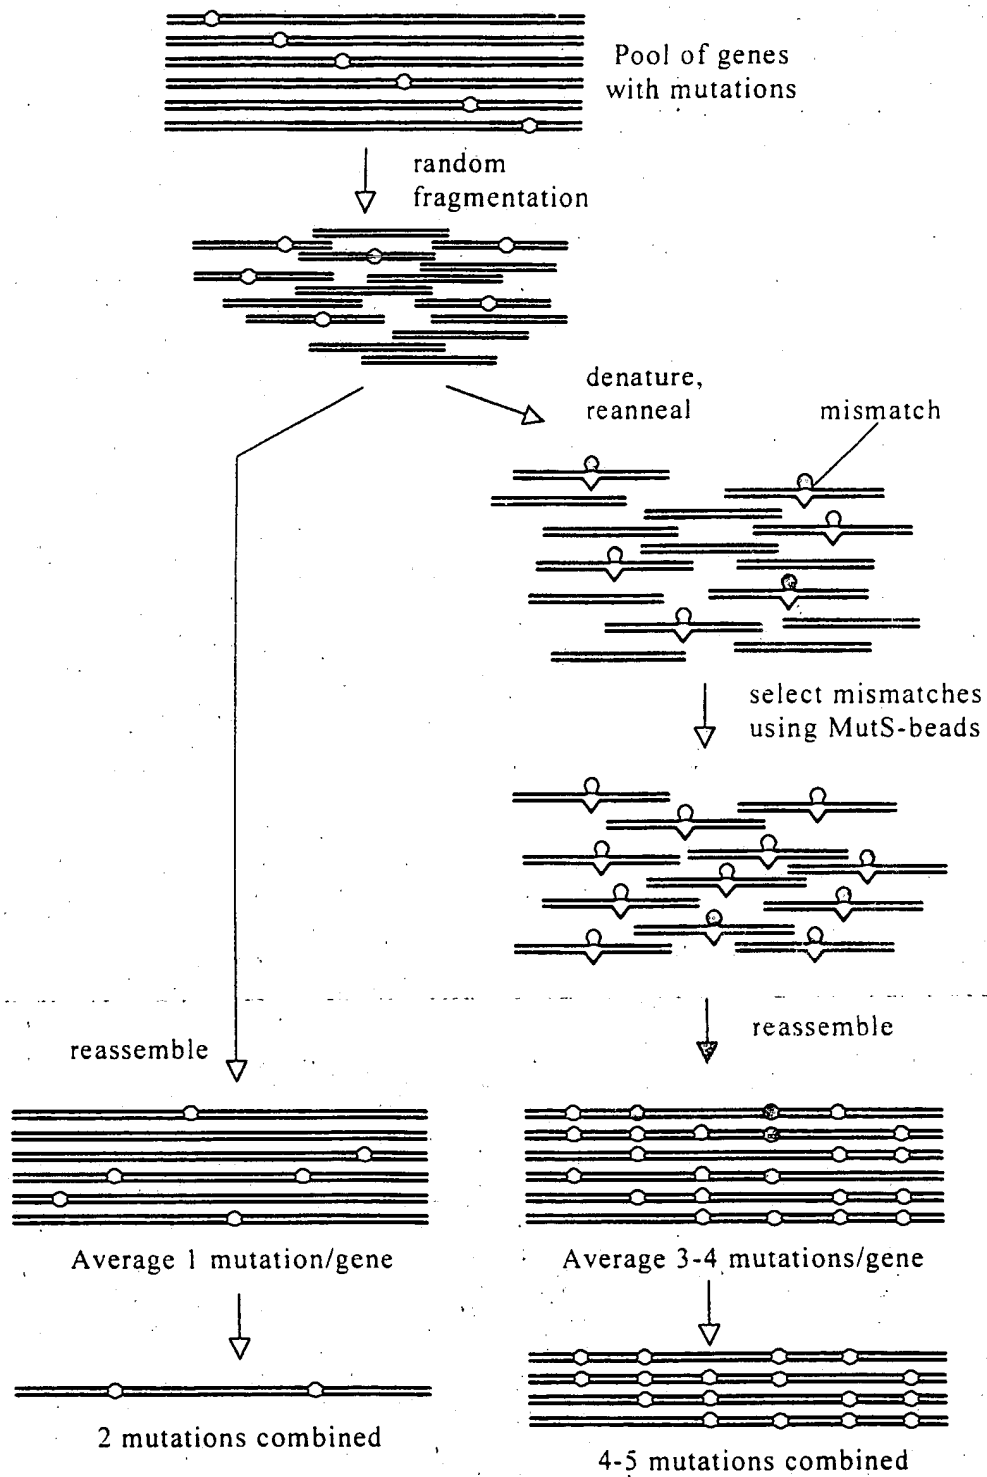 Pool of genes
with mutations
random
fragmentation
denature,
reanneal
mismatch
select mismatches
using MutS-beads
reassemble
reassemble
Average 1 mutation/gene
Average 3-4 mutations/gene
2 mutations combined
4-5 mutations combined